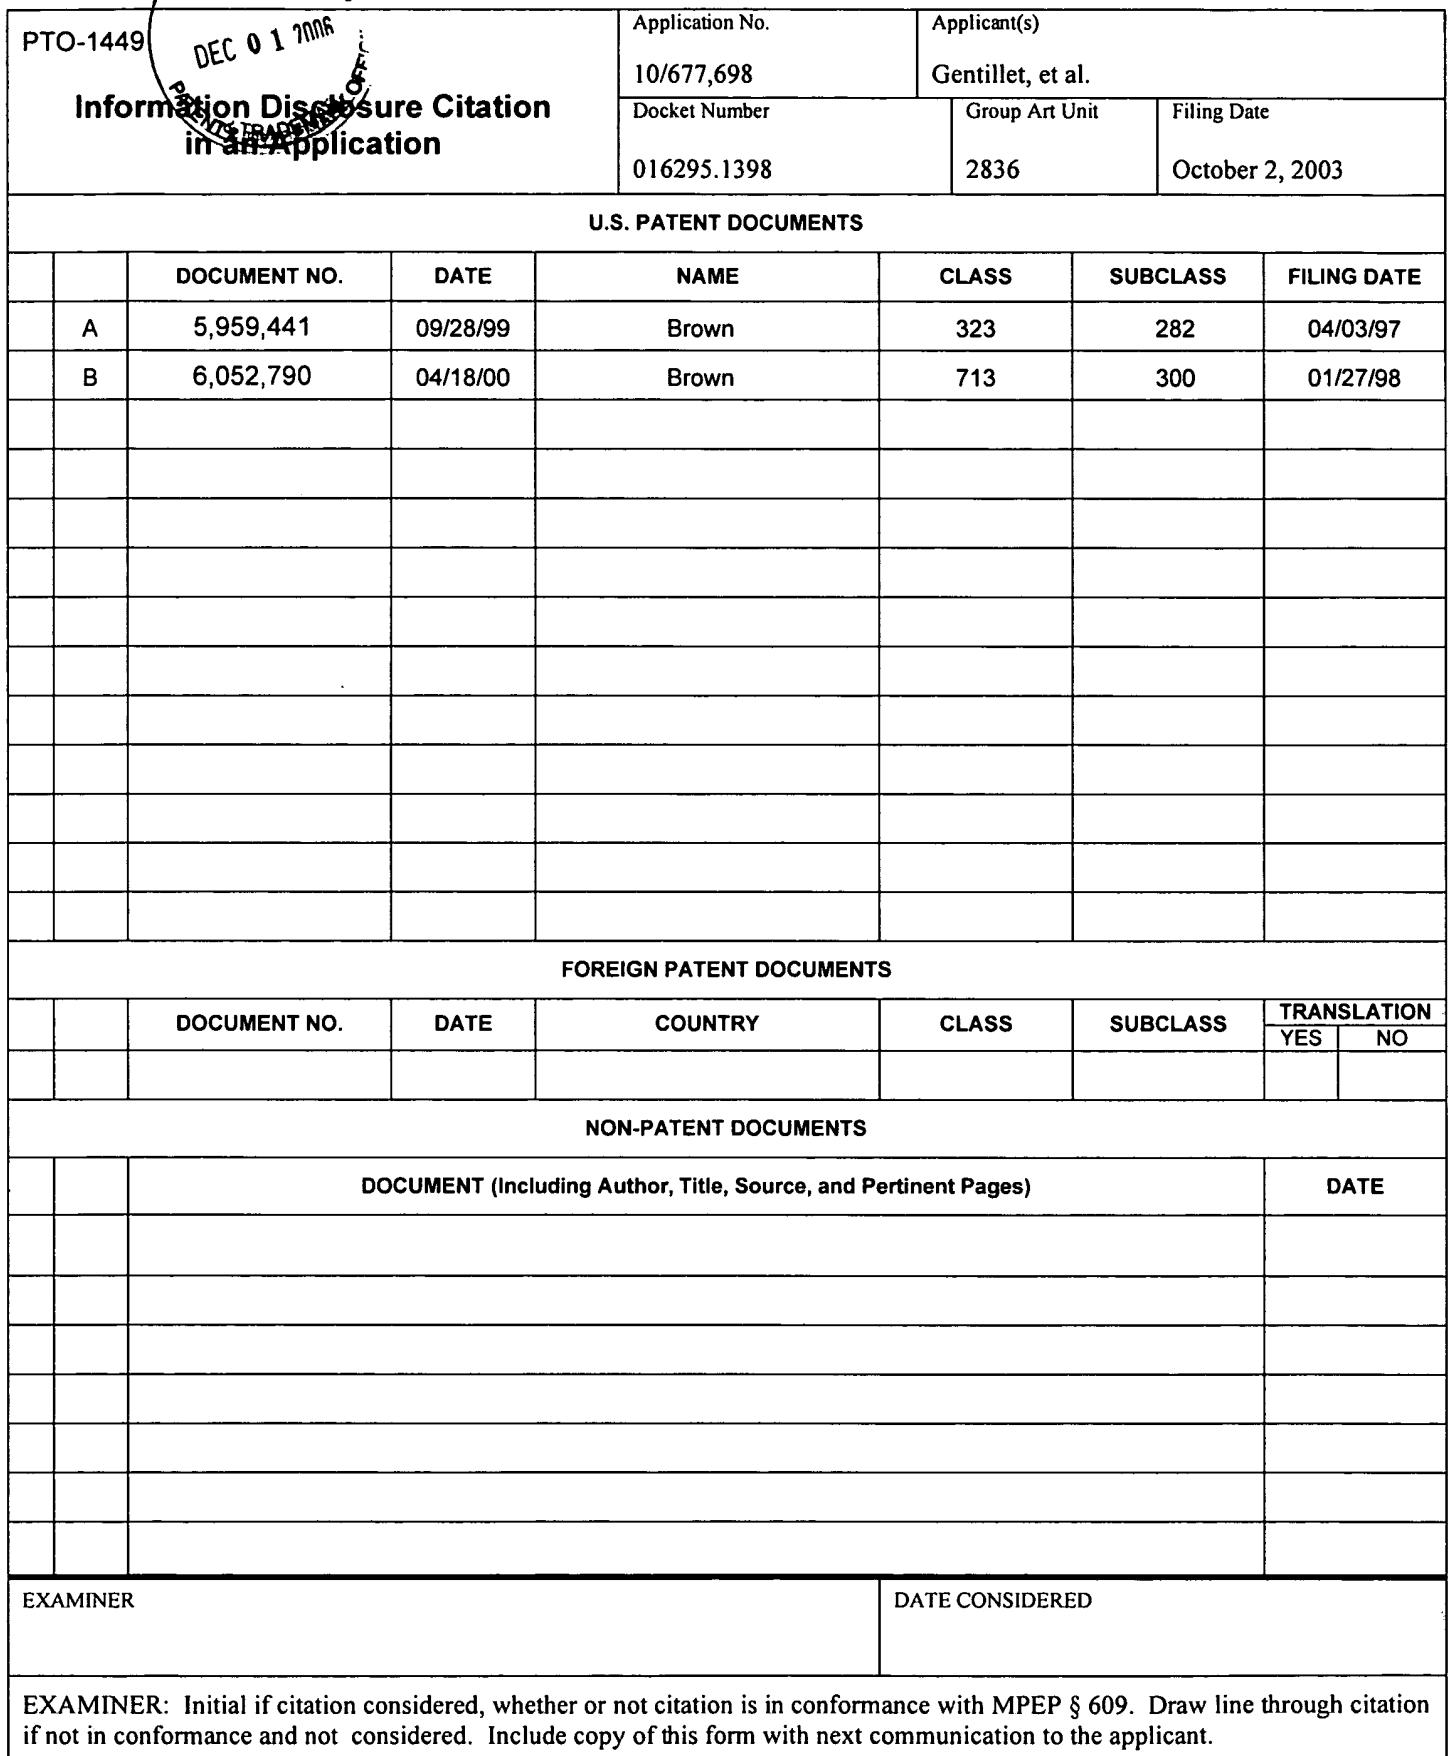 PTO-1449
DEC 01 2006
Information Disclosure Citation
in an Application
Application No.
10/677,698
Applicant(s)
Gentillet, et al.
Docket Number
016295.1398
Group Art Unit
2836
Filing Date
October 2, 2003
U.S. PATENT DOCUMENTS
DOCUMENT NO. DATE NAME CLASS SUBCLASS FILING DATE
A 5,959,441 09/28/99 Brown 323 282 04/03/97
B 6,052,790 04/18/00 Brown 713 300 01/27/98
FOREIGN PATENT DOCUMENTS
DOCUMENT NO. DATE COUNTRY CLASS SUBCLASS TRANSLATION
YES NO
NON-PATENT DOCUMENTS
DOCUMENT (Including Author, Title, Source, and Pertinent Pages) DATE
EXAMINER
DATE CONSIDERED
EXAMINER: Initial if citation considered, whether or not citation is in conformance with MPEP § 609. Draw line through citation
if not in conformance and not considered. Include copy of this form with next communication to the applicant.